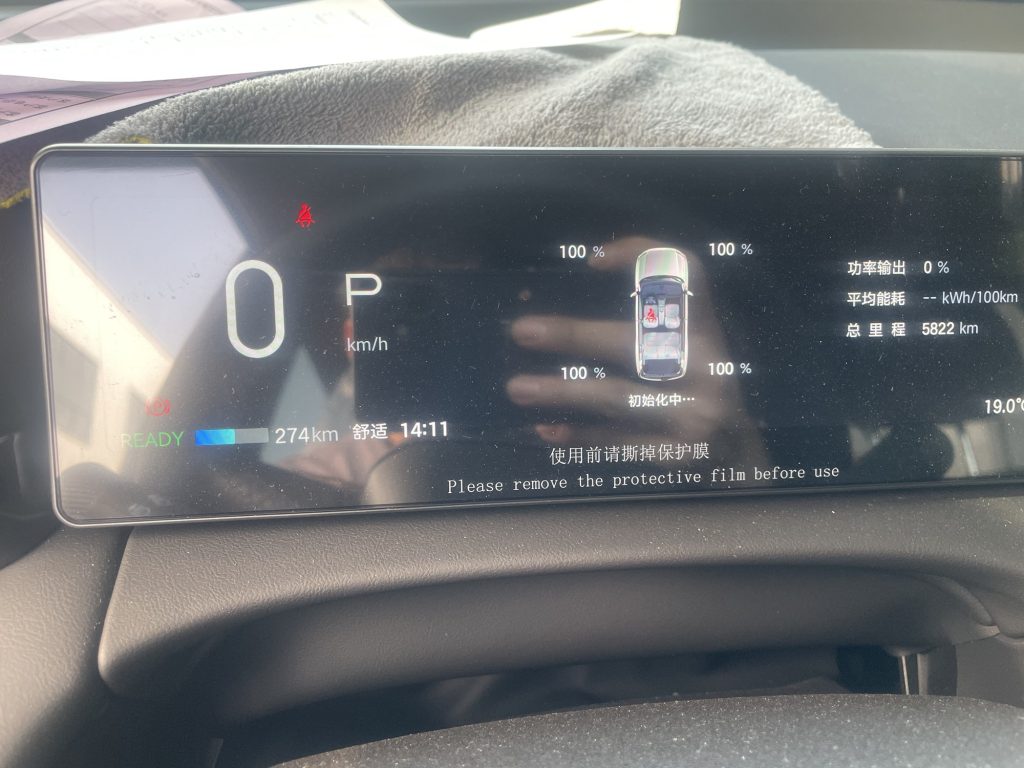 0
P
km/h
READY
274km 舒适 14:11
100 %
100 %
100 %
100 %
初始化中···
功率输出 0 %
平均能耗 -- kWh/100km
总里程 5822 km
19.0°C
使用前请撕掉保护膜
Please remove the protective film before use